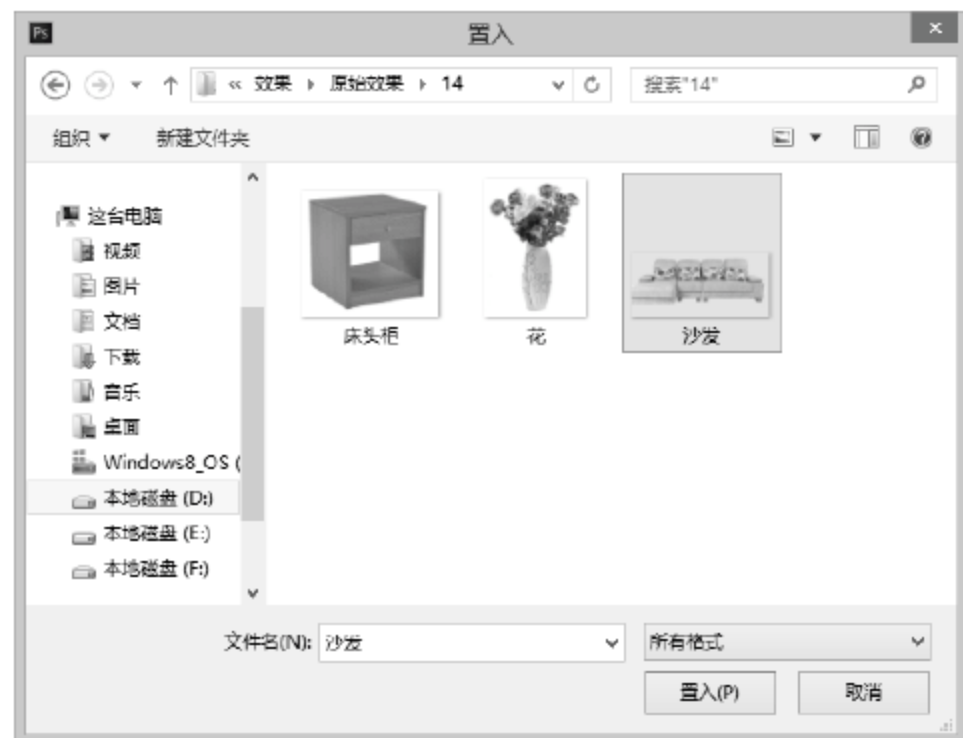 Ps 置入 ×
« 效果 ▸ 原始效果 ▸ 14 搜索"14"
组织 ▼ 新建文件夹
这台电脑
视频
图片
文档
下载
音乐
桌面
Windows8_OS (
本地磁盘 (D:)
本地磁盘 (E:)
本地磁盘 (F:)
床头柜 花 沙发
文件名(N): 沙发 所有格式
置入(P) 取消